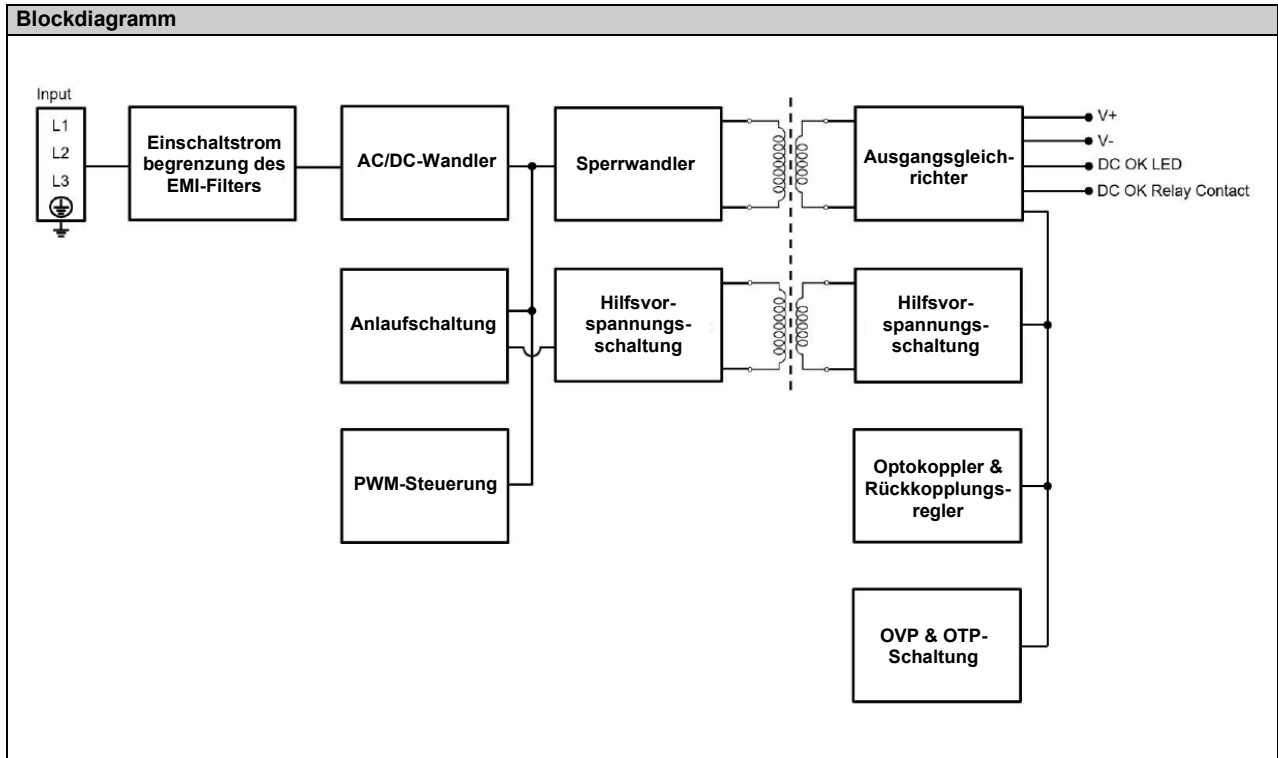 Blockdiagramm
Input
L1
L2
L3
Einschaltstrom
begrenzung des
EMI-Filters
AC/DC-Wandler
Sperrwandler
Ausgangsgleich-
richter
V+
V-
DC OK LED
DC OK Relay Contact
Anlaufschaltung
Hilfsvor-
spannungs-
schaltung
Hilfsvor-
spannungs-
schaltung
PWM-Steuerung
Optokoppler &
Rückkopplungs-
regler
OVP & OTP-
Schaltung